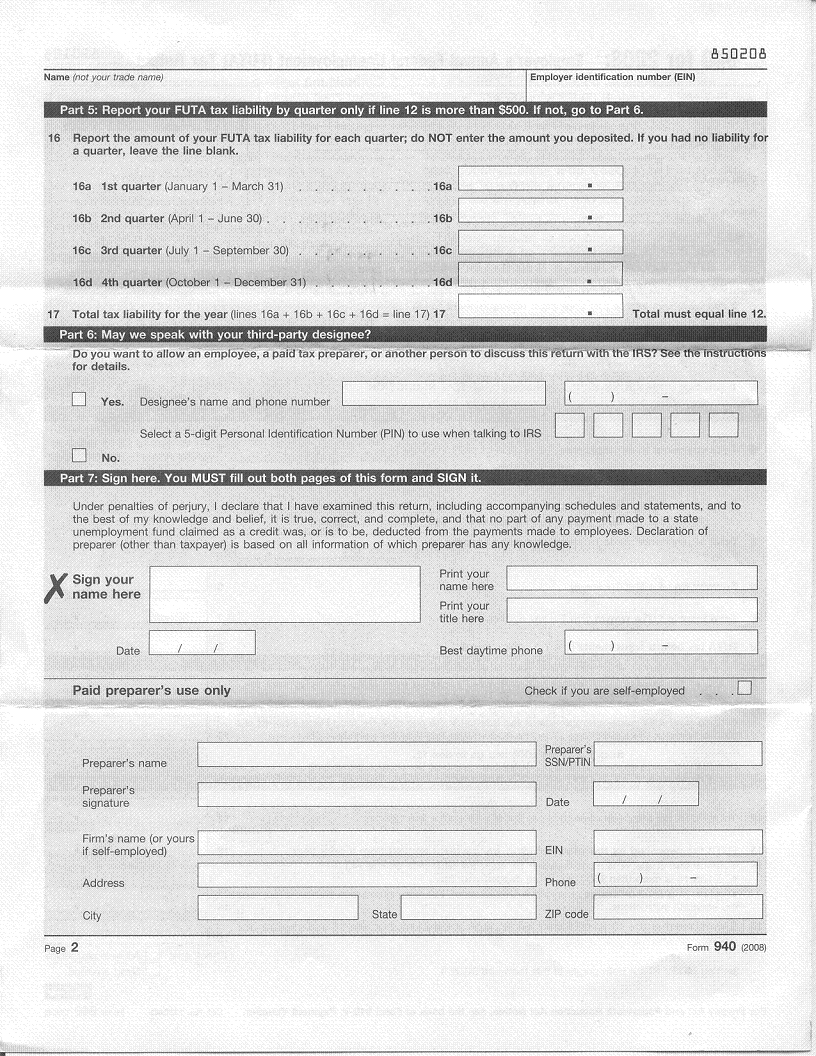 850208
Name (not your trade name) Employer identification number (EIN)
Part 5: Report your FUTA tax liability by quarter only if line 12 is more than $500. If not, go to Part 6.
16 Report the amount of your FUTA tax liability for each quarter; do NOT enter the amount you deposited. If you had no liability for
a quarter, leave the line blank.
16a 1st quarter (January 1 – March 31) . . . . . . . . . 16a .
16b 2nd quarter (April 1 – June 30) . . . . . . . . . . 16b .
16c 3rd quarter (July 1 – September 30) . . . . . . . . . 16c .
16d 4th quarter (October 1 – December 31) . . . . . . . . 16d .
17 Total tax liability for the year (lines 16a + 16b + 16c + 16d = line 17) 17 . Total must equal line 12.
Part 6: May we speak with your third-party designee?
Do you want to allow an employee, a paid tax preparer, or another person to discuss this return with the IRS? See the instructions
for details.
Yes. Designee's name and phone number ( ) –
Select a 5-digit Personal Identification Number (PIN) to use when talking to IRS
No.
Part 7: Sign here. You MUST fill out both pages of this form and SIGN it.
Under penalties of perjury, I declare that I have examined this return, including accompanying schedules and statements, and to
the best of my knowledge and belief, it is true, correct, and complete, and that no part of any payment made to a state
unemployment fund claimed as a credit was, or is to be, deducted from the payments made to employees. Declaration of
preparer (other than taxpayer) is based on all information of which preparer has any knowledge.
X Sign your
name here
Print your
name here
Print your
title here
Date / / Best daytime phone ( ) –
Paid preparer's use only Check if you are self-employed . . .
Preparer's name Preparer's
SSN/PTIN
Preparer's
signature Date / /
Firm's name (or yours
if self-employed) EIN
Address Phone ( ) –
City State ZIP code
Page 2 Form 940 (2008)